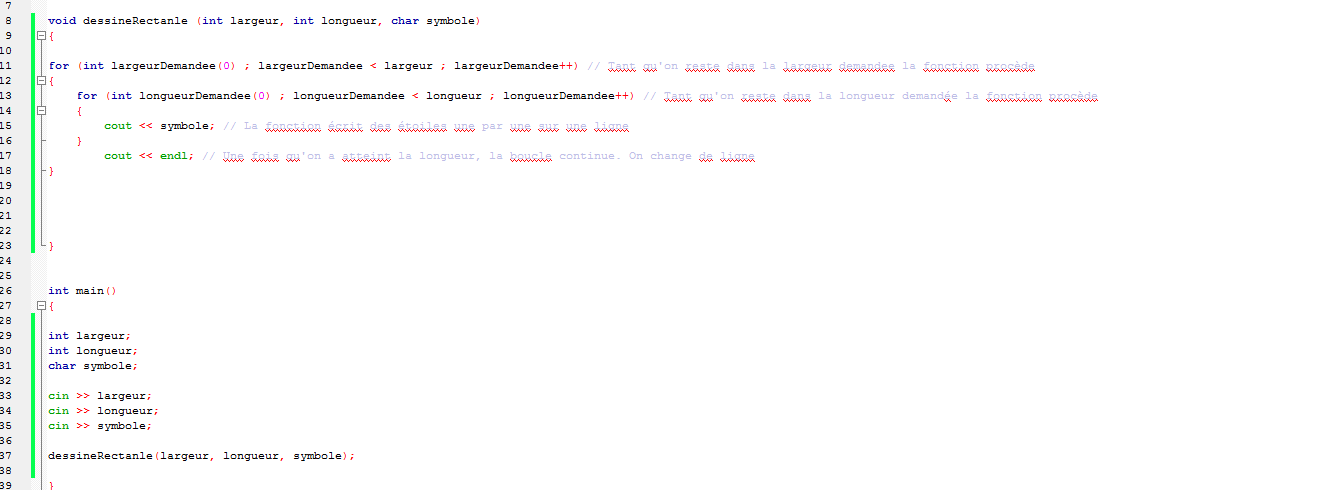 7
8 void dessineRectanle (int largeur, int longueur, char symbole)
9 {
10
11 for (int largeurDemandee(0) ; largeurDemandee < largeur ; largeurDemandee++) // Tant qu'on reste dans la largeur demandee la fonction procède
12 {
13 for (int longueurDemandee(0) ; longueurDemandee < longueur ; longueurDemandee++) // Tant qu'on reste dans la longueur demandée la fonction procède
14 {
15 cout << symbole; // La fonction écrit des étoiles une par une sur une ligne
16 }
17 cout << endl; // Une fois qu'on a atteint la longueur, la boucle continue. On change de ligne
18 }
19
20
21
22
23 }
24
25
26 int main()
27 {
28
29 int largeur;
30 int longueur;
31 char symbole;
32
33 cin >> largeur;
34 cin >> longueur;
35 cin >> symbole;
36
37 dessineRectanle(largeur, longueur, symbole);
38
39 }